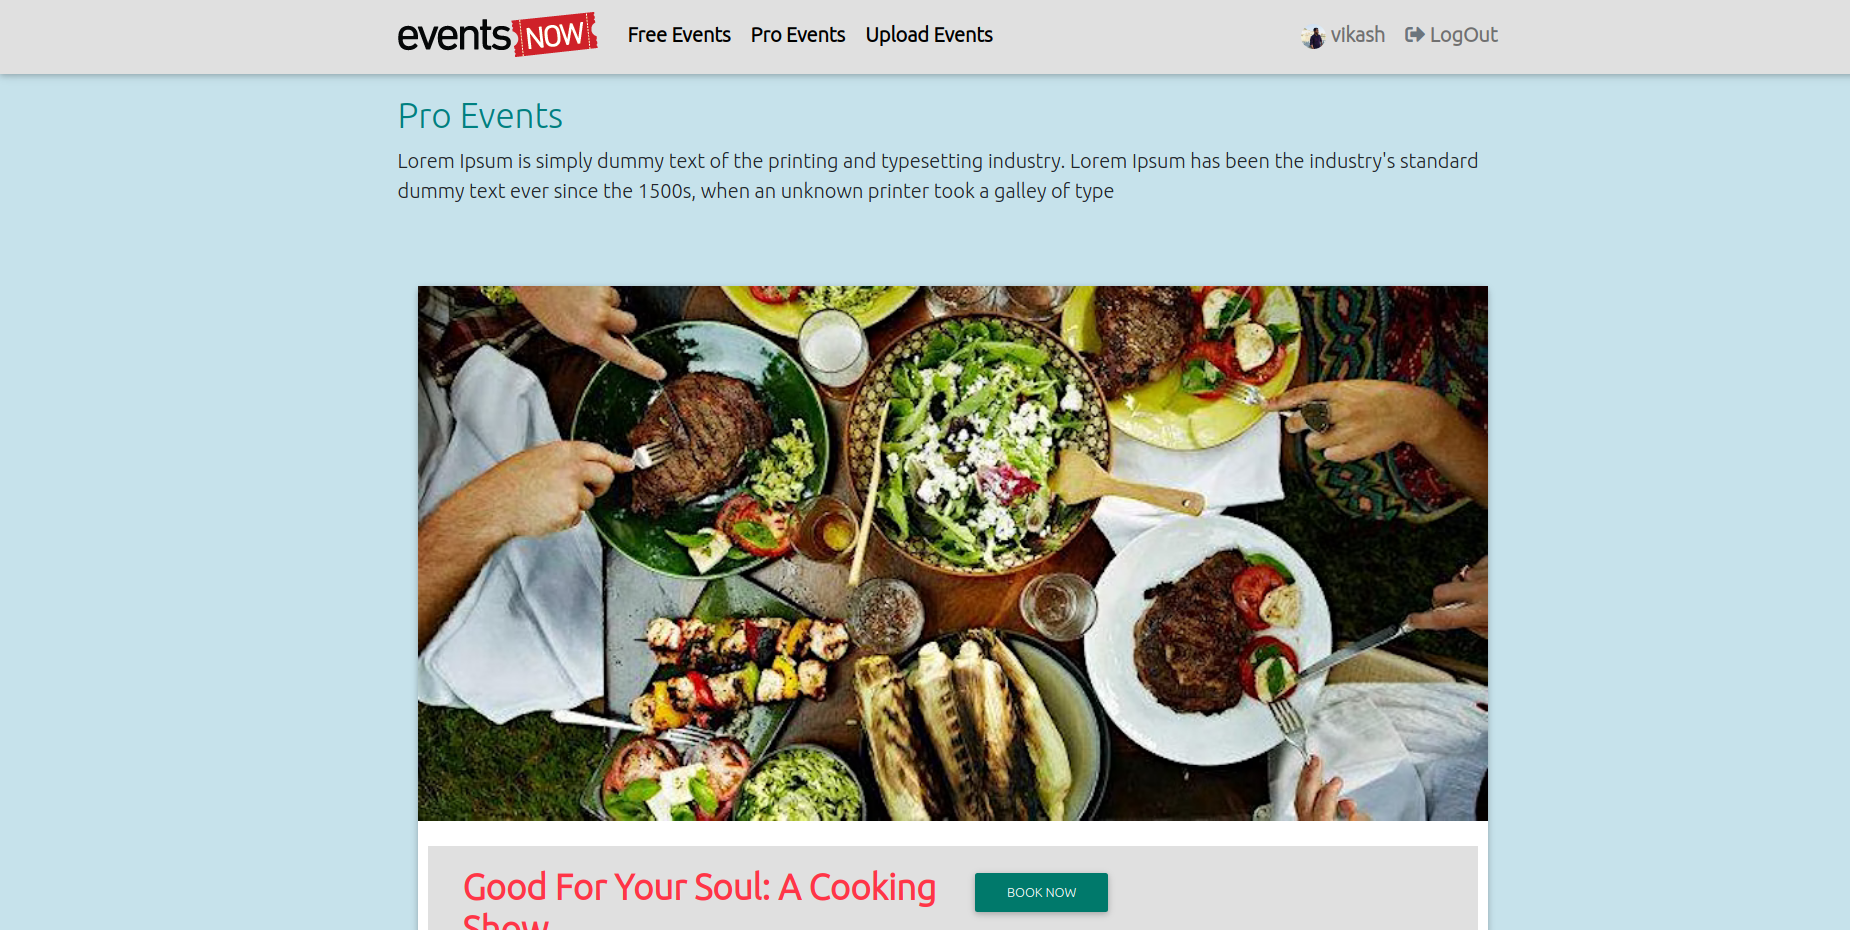 events NOW Free Events Pro Events Upload Events vikash LogOut
Pro Events
Lorem Ipsum is simply dummy text of the printing and typesetting industry. Lorem Ipsum has been the industry's standard
dummy text ever since the 1500s, when an unknown printer took a galley of type
Good For Your Soul: A Cooking
Show
BOOK NOW